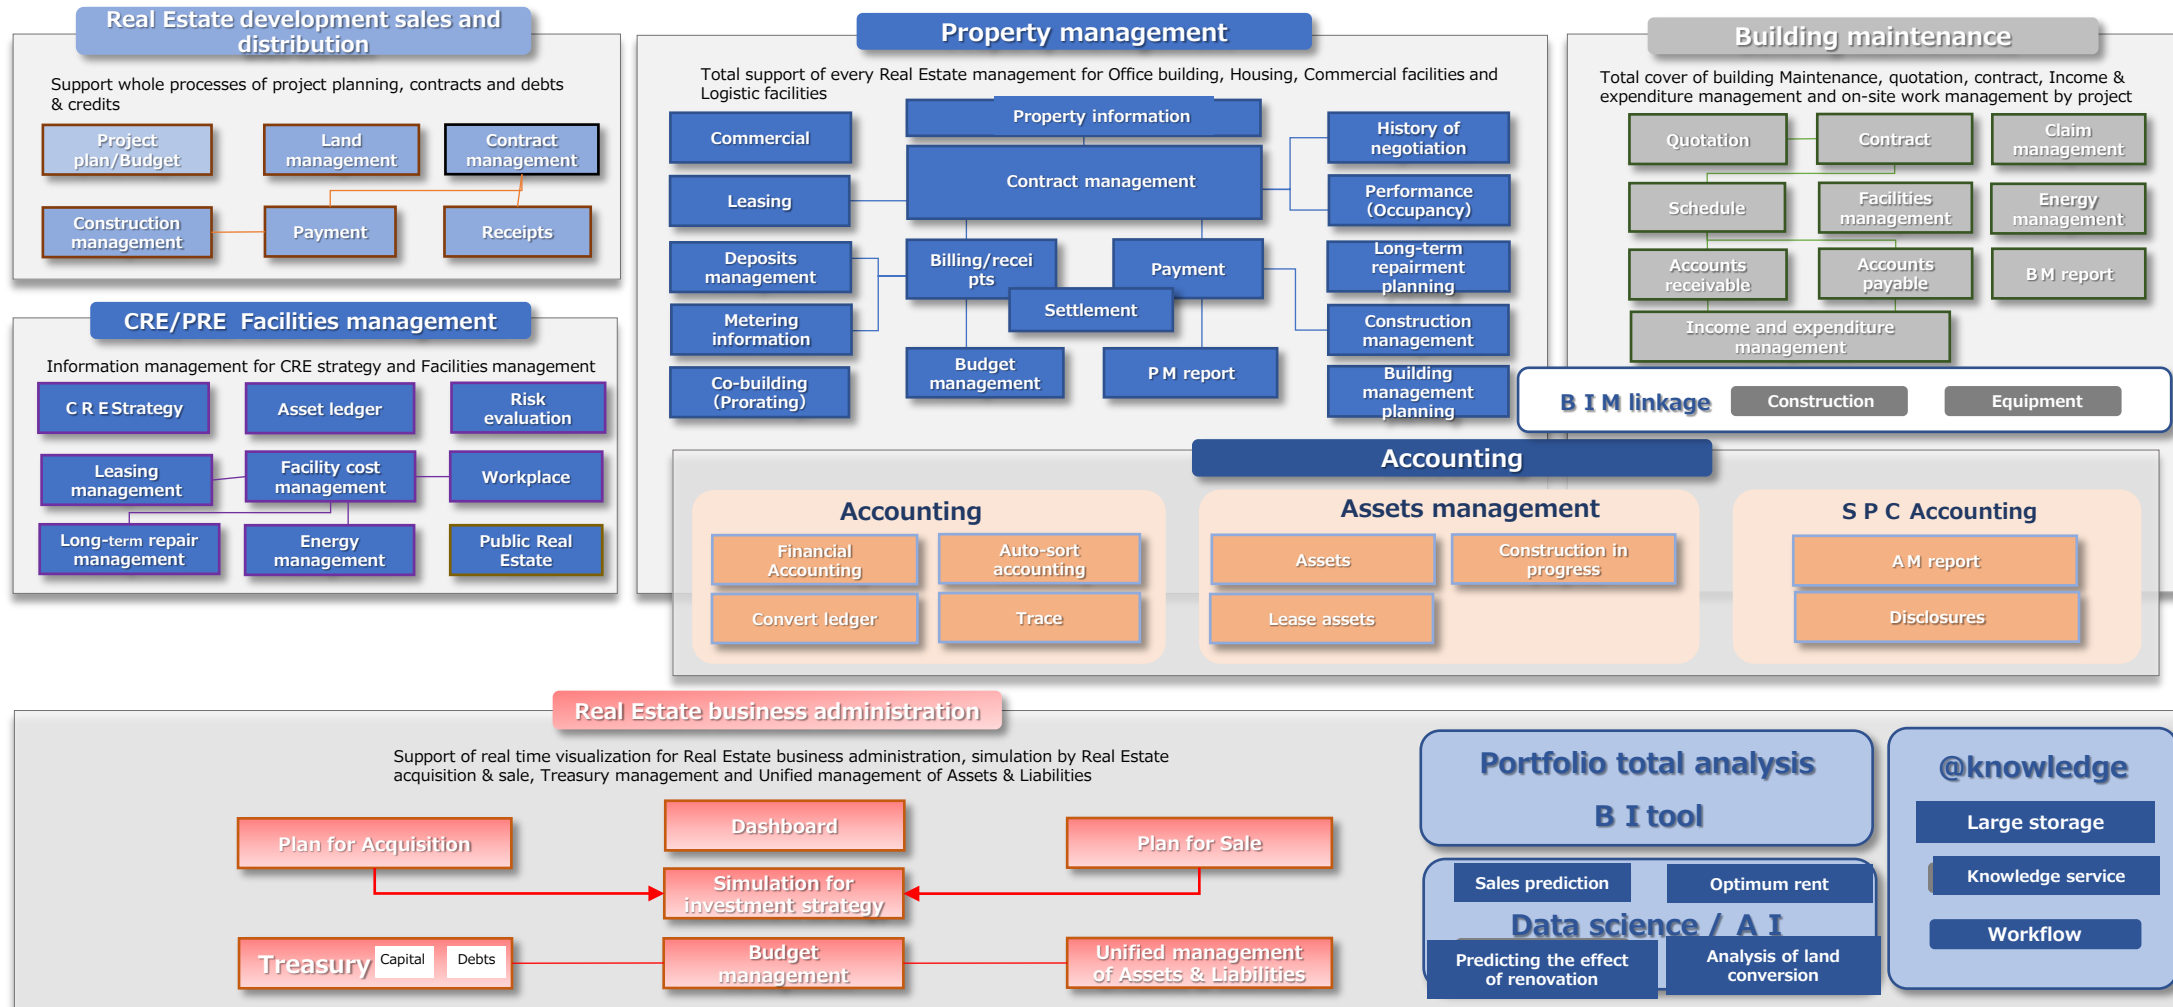 Real Estate development sales and
distribution
Support whole processes of project planning, contracts and debts
& credits
Project
plan/Budget
Land
management
Contract
management
Construction
management
Payment
Receipts
CRE/PRE Facilities management
Information management for CRE strategy and Facilities management
C R E Strategy
Asset ledger
Risk
evaluation
Leasing
management
Facility cost
management
Workplace
Long-term repair
management
Energy
management
Public Real
Estate
Property management
Total support of every Real Estate management for Office building, Housing, Commercial facilities and
Logistic facilities
Commercial
Property information
History of
negotiation
Leasing
Contract management
Performance
(Occupancy)
Deposits
management
Billing/recei
pts
Payment
Settlement
Long-term
repairment
planning
Metering
information
Construction
management
Co-building
(Prorating)
Budget
management
P M report
Building
management
planning
Building maintenance
Total cover of building Maintenance, quotation, contract, Income &
expenditure management and on-site work management by project
Quotation
Contract
Claim
management
Schedule
Facilities
management
Energy
management
Accounts
receivable
Accounts
payable
B M report
Income and expenditure
management
B I M linkage
Construction
Equipment
Accounting
Accounting
Financial
Accounting
Auto-sort
accounting
Convert ledger
Trace
Assets management
Assets
Construction in
progress
Lease assets
S P C Accounting
A M report
Disclosures
Real Estate business administration
Support of real time visualization for Real Estate business administration, simulation by Real Estate
acquisition & sale, Treasury management and Unified management of Assets & Liabilities
Plan for Acquisition
Dashboard
Plan for Sale
Simulation for
investment strategy
Treasury
Capital
Debts
Budget
management
Unified management
of Assets & Liabilities
Portfolio total analysis
B I tool
Sales prediction
Optimum rent
Data science / A I
Predicting the effect
of renovation
Analysis of land
conversion
@knowledge
Large storage
Knowledge service
Workflow